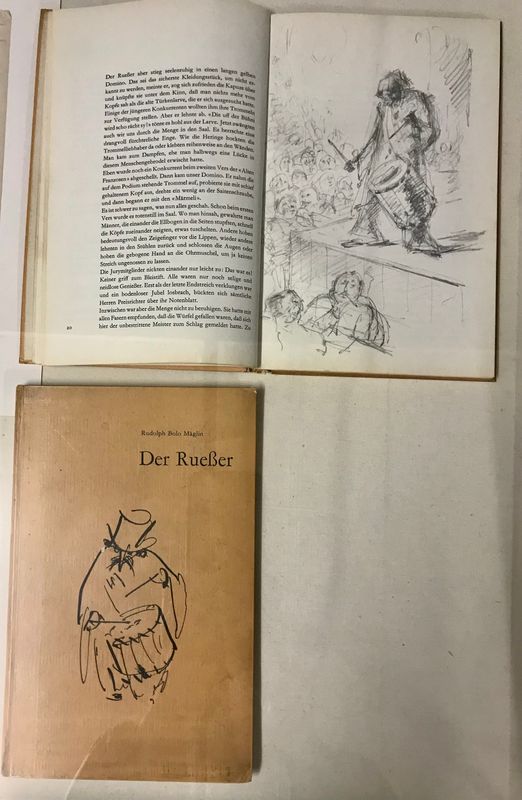 Der Rueßer aber stieg seelenruhig in einen langen gelben
Domino. Das sei das sicherste Kleidungsstück, um nicht er-
kannt zu werden, meinte er, zog sich zufrieden die Kapuze über
und knüpfte sie unter dem Kinn, daß man nichts mehr vom
Kopfe sah als die alte Türkenlarve, die er sich ausgesucht hatte.
Einige der jüngeren Konkurrenten wollten ihm ihre Trommeln
zur Verfügung stellen. Aber er lehnte ab. «Die uff der Bühni
wird scho rächt sy!» tönte es hohl aus der Larve. Jetzt zwängten
auch wir uns durch die Menge in den Saal. Es herrschte eine
drangvoll fürchterliche Enge. Wie die Heringe hockten die
Trommelliebhaber da oder klebten reihenweise an den Wänden.
Man kam zum Dampfen, ehe man halbwegs eine Lücke in
diesem Menschengebrodel erwischt hatte.
Eben wurde noch ein Konkurrent beim zweiten Vers der «Alten
Franzosen» abgeschellt. Dann kam unser Domino. Er nahm die
auf dem Podium stehende Trommel auf, probierte sie mit schief
gehaltenem Kopf aus, drehte ein wenig an der Saitenschraube,
und dann begann er mit den «Märmeli».
Es ist schwer zu sagen, was nun alles geschah. Schon beim ersten
Vers wurde es totenstill im Saal. Wo man hinsah, gewahrte man
Männer, die einander die Ellbogen in die Seiten stupften, schnell
die Köpfe zueinander neigten, etwas tuschelten. Andere hoben
bedeutungsvoll den Zeigefinger vor die Lippen, wieder andere
lehnten in den Stühlen zurück und schlossen die Augen oder
hoben die gebogene Hand an die Ohrmuschel, um ja keinen
Streich ungenossen zu lassen.
Die Jurymitglieder nickten einander nur leicht zu: Das war es!
Keiner griff zum Bleistift. Alle waren nur noch selige und
neidlose Genießer. Erst als der letzte Endstreich verklungen war
und ein bodenloser Jubel losbrach, blickten sich sämtliche
Herren Preisrichter über ihr Notenblatt.
Inzwischen war aber die Menge nicht zu beruhigen. Sie hatte mit
allen Fasern empfunden, daß die Würfel gefallen waren, daß sich
hier der unbestrittene Meister zum Schlag gemeldet hatte. Zu
20
Rudolph Bolo Mäglin
Der Rueßer